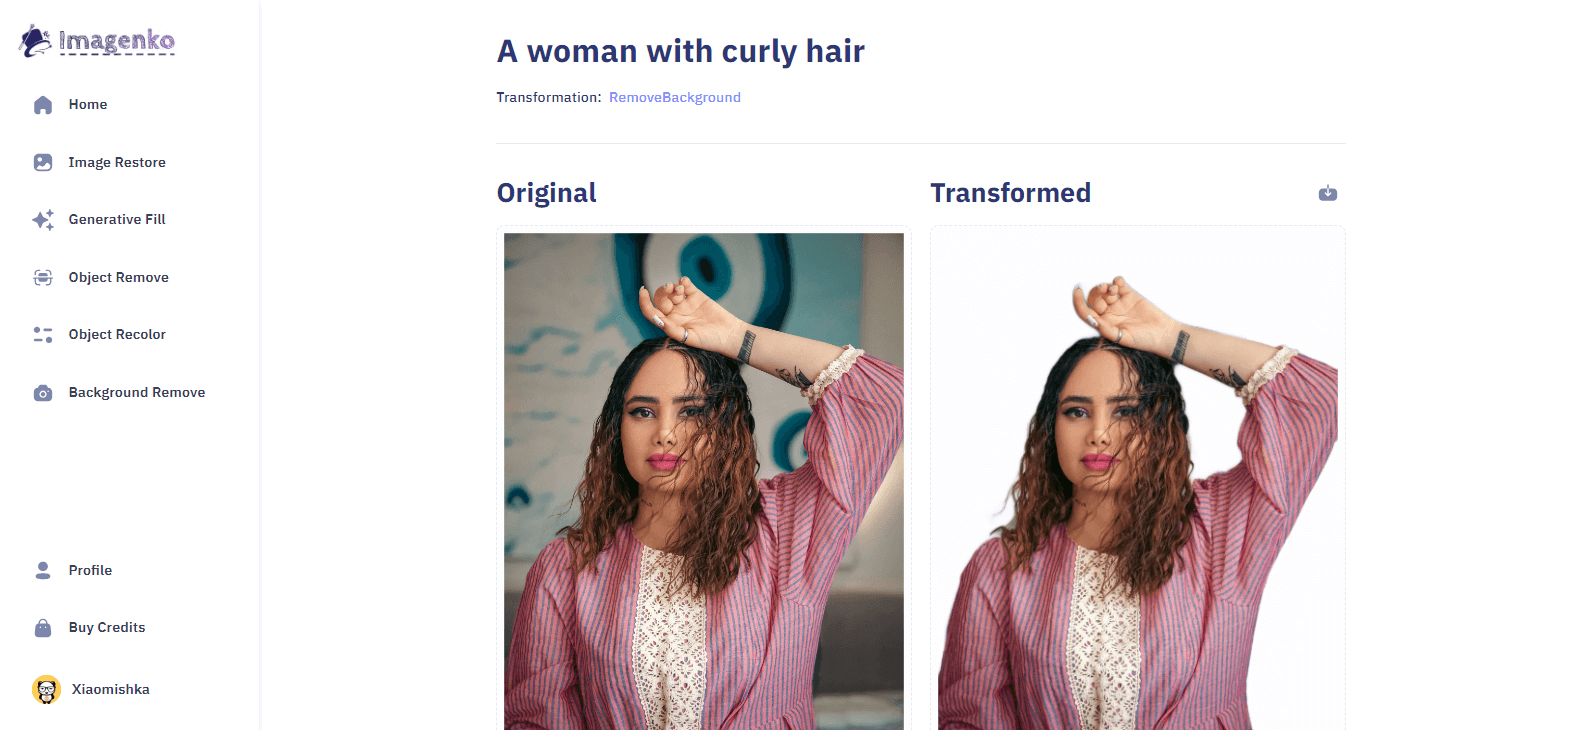 Imagenko
Home
Image Restore
Generative Fill
Object Remove
Object Recolor
Background Remove
Profile
Buy Credits
Xiaomishka
A woman with curly hair
Transformation: RemoveBackground
Original
Transformed